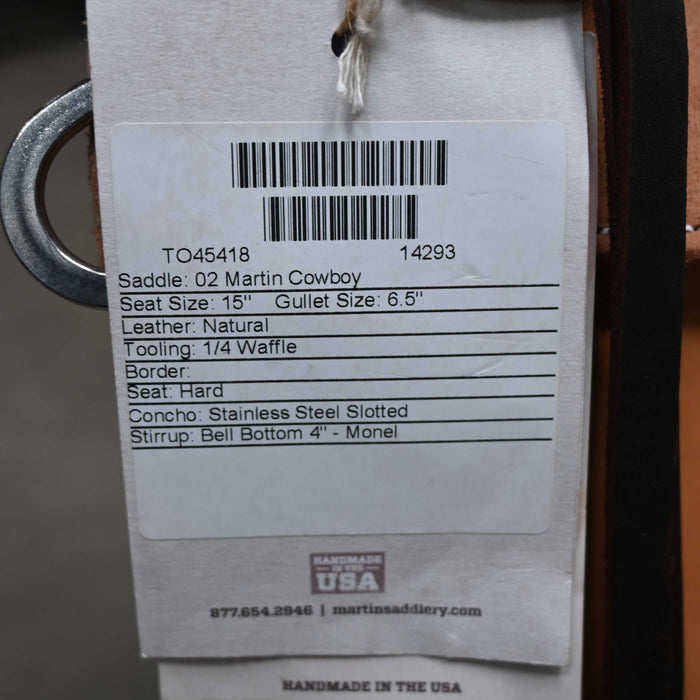 TO45418 14293
Saddle: 02 Martin Cowboy
Seat Size: 15" Gullet Size: 6.5"
Leather: Natural
Tooling: 1/4 Waffle
Border:
Seat: Hard
Concho: Stainless Steel Slotted
Stirrup: Bell Bottom 4" - Monel
HANDMADE
IN THE
USA
877.654.2946 | martinsaddlery.com
HANDMADE IN THE USA